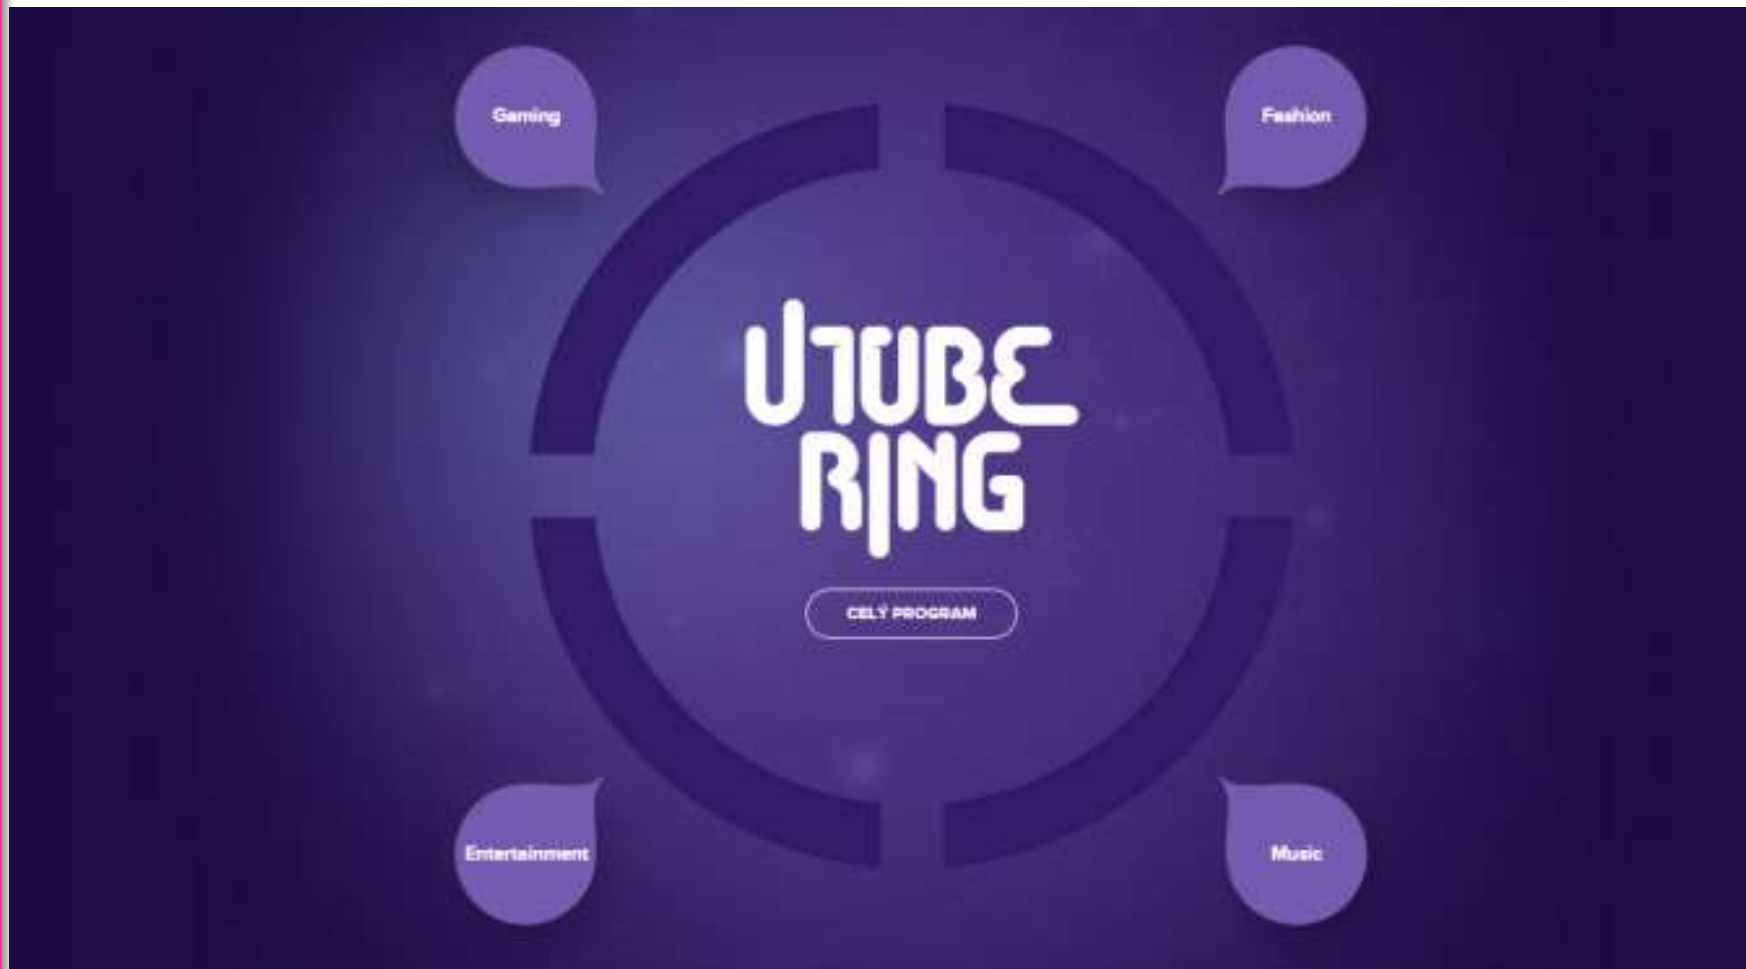 Gaming
Fashion
UTUBE
RING
CELÝ PROGRAM
Entertainment
Music